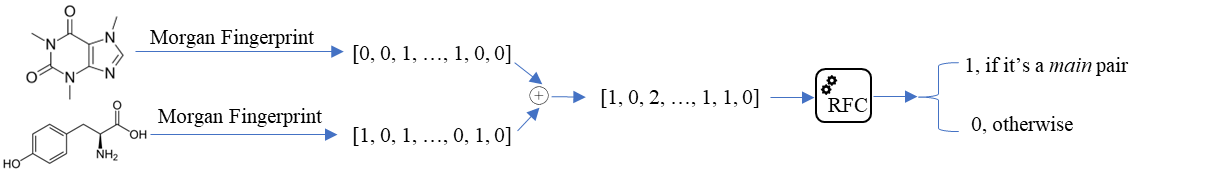 O
N
N
O
N
N
Morgan Fingerprint
[0, 0, 1, …, 1, 0, 0]
O
OH
NH₂
HO
Morgan Fingerprint
[1, 0, 1, …, 0, 1, 0]
+
[1, 0, 2, …, 1, 1, 0]
RFC
1, if it’s a main pair
0, otherwise